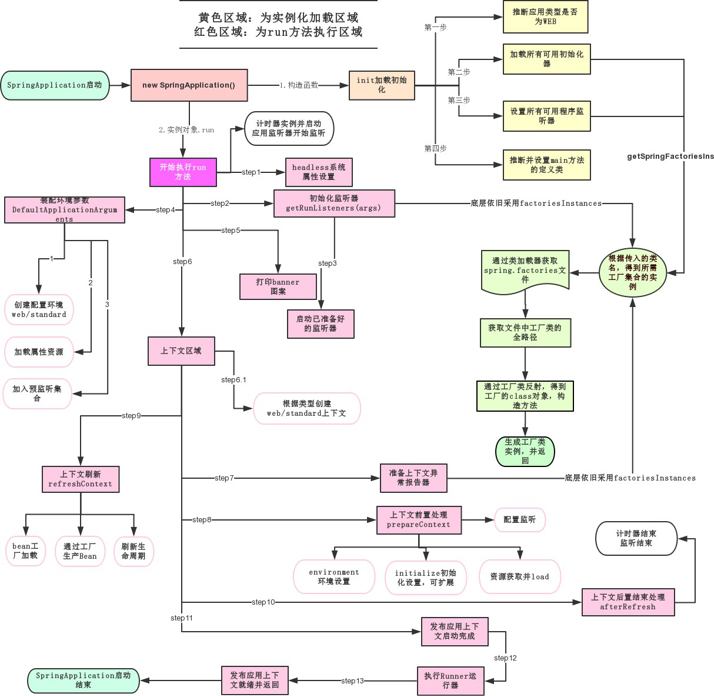 黄色区域：为实例化加载区域
红色区域：为run方法执行区域
SpringApplication启动
new SpringApplication()
1.构造函数
init加载初始
化
第一步
推断应用类型是否
为WEB
第二步
加载所有可用初始化
器
第三步
设置所有可用程序监
听器
第四步
推断并设置main方法
的定义类
getSpringFactoriesIns
2.实例对象.run
计时器实例并启动
应用监听器开始监听
开始执行run
方法
step1
headless系统
属性设置
step2
初始化监听器
getRunListeners(args)
底层依旧采用factoriesInstances
step3
启动已准备好
的监听器
step4
装配环境参数
DefaultApplicationArgum
ents
1
2
3
创建配置环境
web/standard
加载属性资源
加入预监听集
合
step5
打印banner
图案
step6
上下文区域
step6.1
根据类型创建
web/standard上下文
根据传入的类
名，得到所需
工厂集合的实
例
通过类加载器获取
spring.factories文
件
获取文件中工厂类的
全路径
通过工厂类反射，得到
工厂的class对象，构
造方法
生成工厂类
实例，并返
回
step9
上下文刷新
refreshContext
bean工
厂加载
通过工厂
生产Bean
刷新生
命周期
step7
准备上下文异
常报告器
底层依旧采用factoriesInstances
step8
上下文前置处理
prepareContext
配置监听
environment
环境设置
initialize初始
化设置，可扩展
资源获取并load
计时器结束
监听结束
step10
上下文后置结束处理
afterRefresh
step11
发布应用上下
文启动完成
step12
执行Runner运
行器
step13
发布应用上下
文就绪并返回
SpringApplication启动
结束